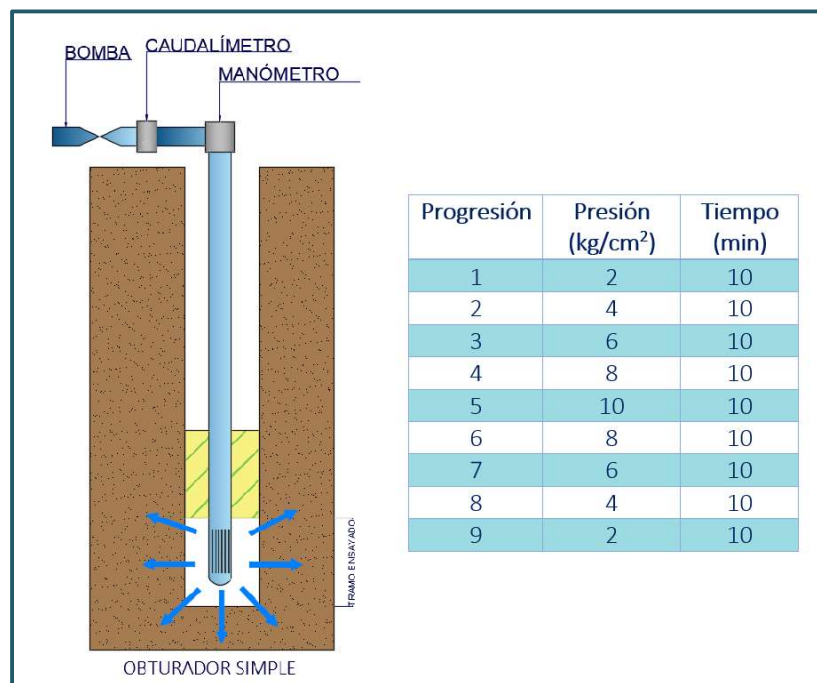 BOMBA
CAUDALÍMETRO
MANÓMETRO
TRAMO ENSAYADO
OBTURADOR SIMPLE
Progresión Presión Tiempo
(kg/cm²) (min)
1 2 10
2 4 10
3 6 10
4 8 10
5 10 10
6 8 10
7 6 10
8 4 10
9 2 10